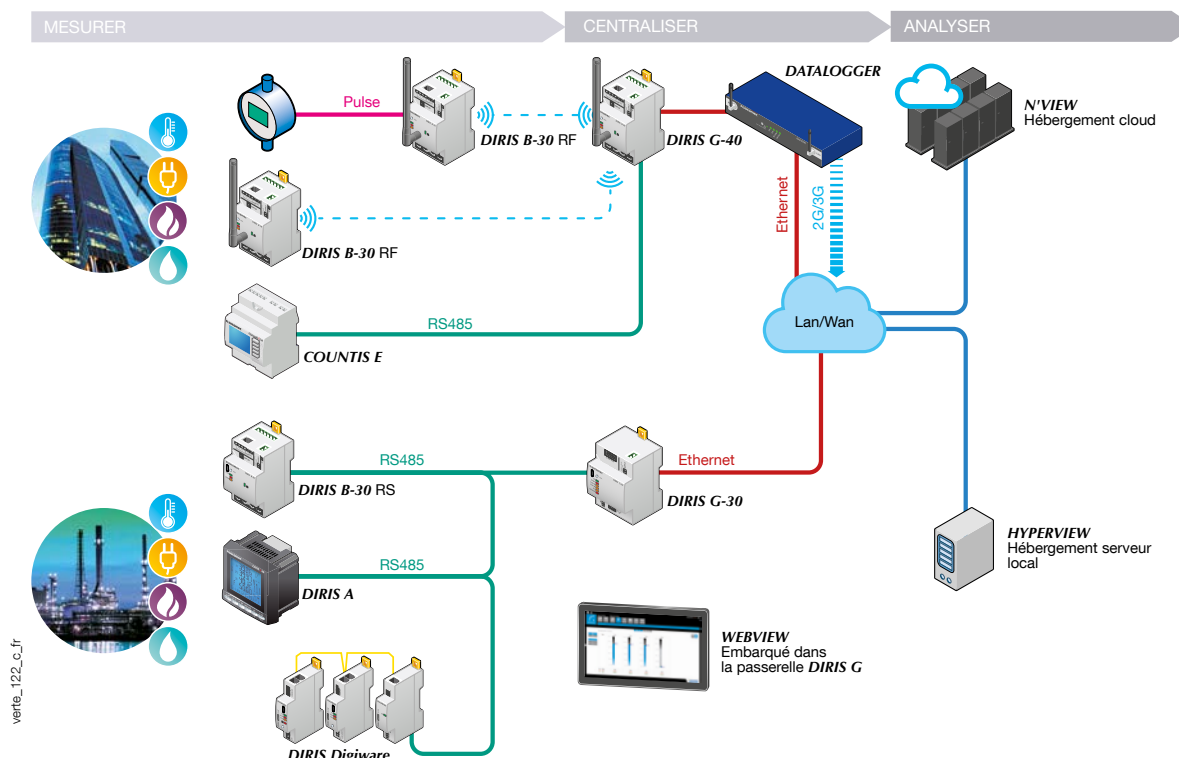 MESURER
CENTRALISER
ANALYSER
Pulse
DIRIS B-30 RF
DIRIS G-40
DATALOGGER
N'VIEW
Hébergement cloud
DIRIS B-30 RF
Ethernet
2G/3G
RS485
COUNTIS E
Lan/Wan
RS485
DIRIS B-30 RS
Ethernet
DIRIS G-30
RS485
DIRIS A
HYPERVIEW
Hébergement serveur
local
WEBVIEW
Embarqué dans
la passerelle DIRIS G
DIRIS Digiware
verte_122_c_fr